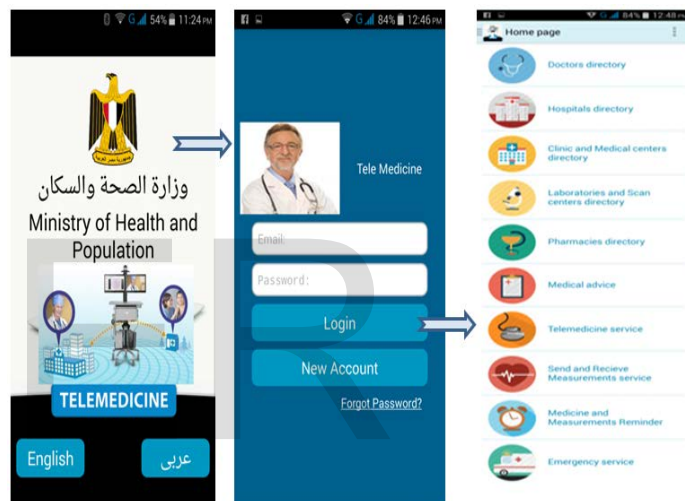 54% 11:24 PM
وزارة الصحة والسكان
Ministry of Health and
Population
TELEMEDICINE
English
عربى
G 84% 12:46 PM
Tele Medicine
Email:
Password:
Login
New Account
Forgot Password?
G 84% 12:48 PM
Home page
Doctors directory
Hospitals directory
Clinic and Medical centers
directory
Laboratories and Scan
centers directory
Pharmacies directory
Medical advice
Telemedicine service
Send and Recieve
Measurements service
Medicine and
Measurements Reminder
Emergency service